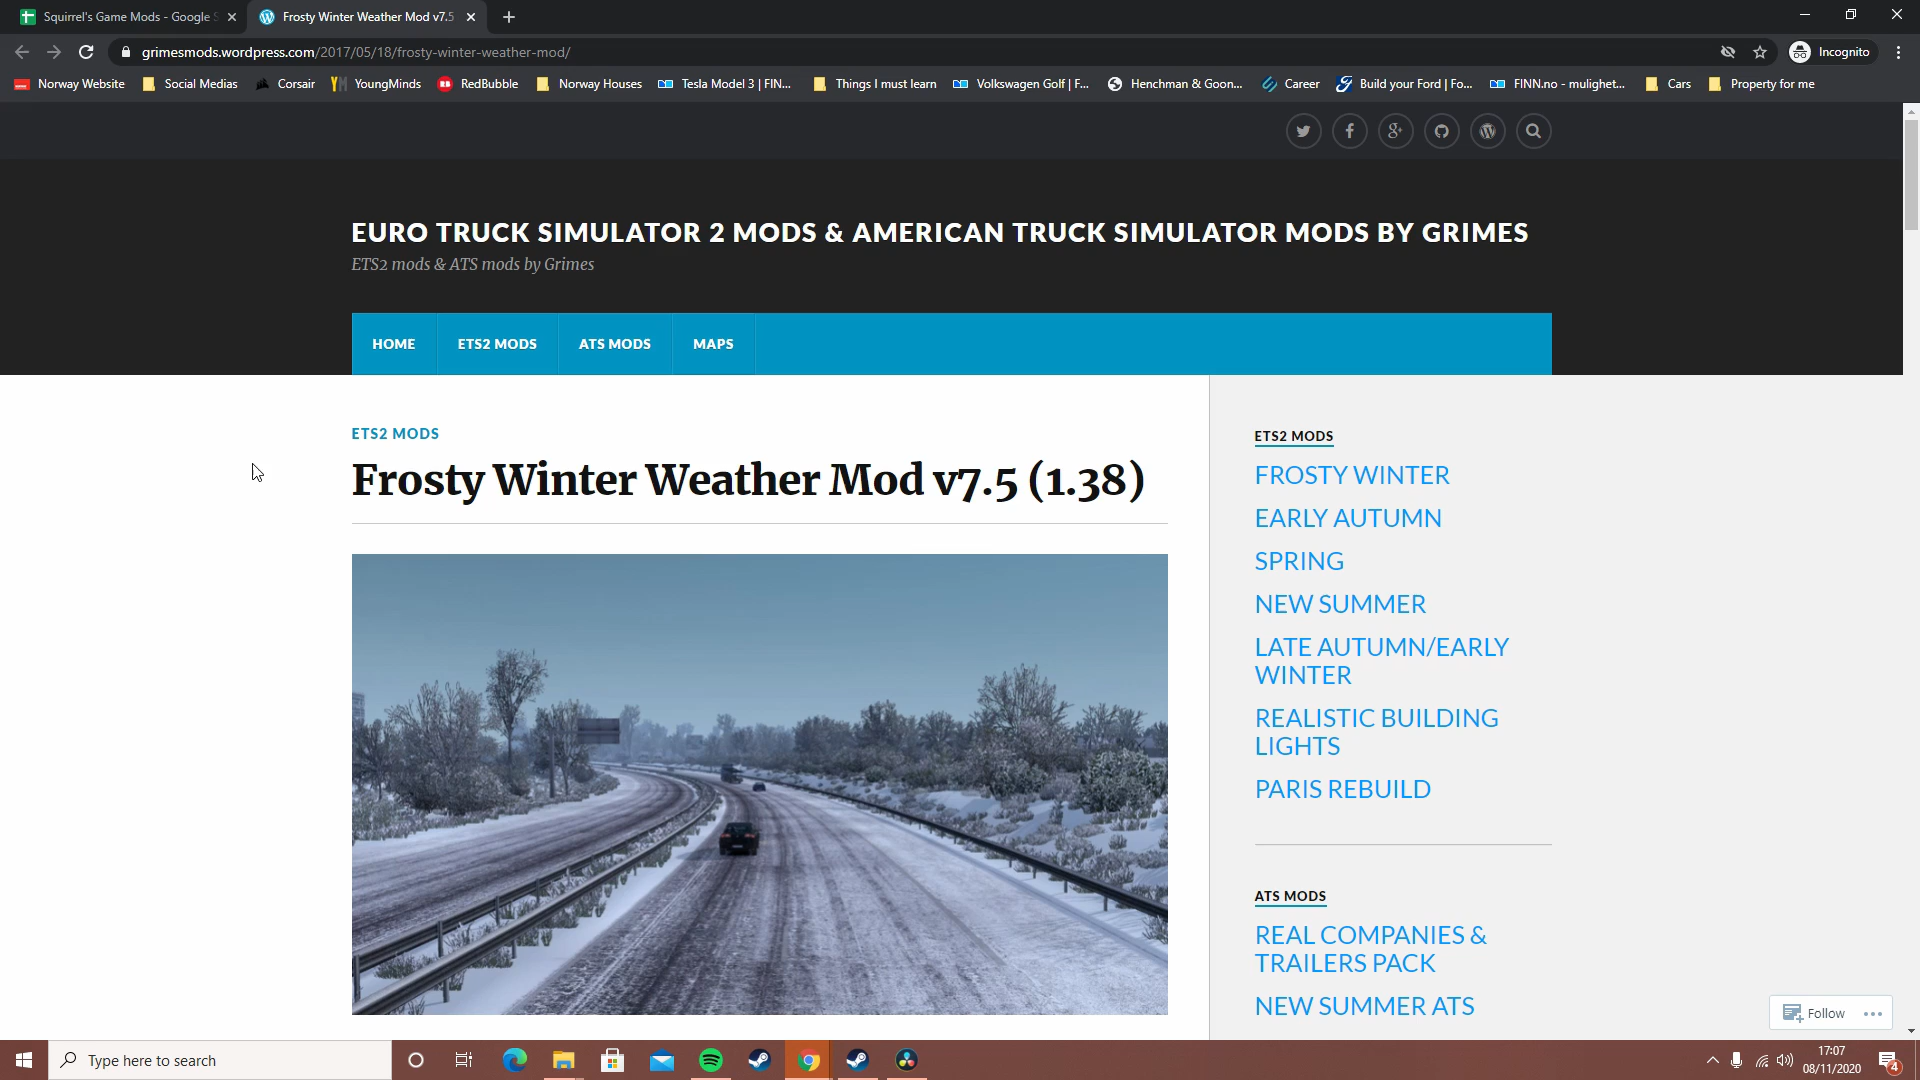 Squirrel's Game Mods - Google S
Frosty Winter Weather Mod v7.5
grimesmods.wordpress.com/2017/05/18/frosty-winter-weather-mod/
Incognito
Norway Website
Social Medias
Corsair
YoungMinds
RedBubble
Norway Houses
Tesla Model 3 | FIN...
Things I must learn
Volkswagen Golf | F...
Henchman & Goon...
Career
Build your Ford | Fo...
FINN.no - mulighet...
Cars
Property for me
EURO TRUCK SIMULATOR 2 MODS & AMERICAN TRUCK SIMULATOR MODS BY GRIMES
ETS2 mods & ATS mods by Grimes
HOME
ETS2 MODS
ATS MODS
MAPS
ETS2 MODS
Frosty Winter Weather Mod v7.5 (1.38)
ETS2 MODS
FROSTY WINTER
EARLY AUTUMN
SPRING
NEW SUMMER
LATE AUTUMN/EARLY
WINTER
REALISTIC BUILDING
LIGHTS
PARIS REBUILD
ATS MODS
REAL COMPANIES &
TRAILERS PACK
NEW SUMMER ATS
Follow
Type here to search
17:07
08/11/2020
4